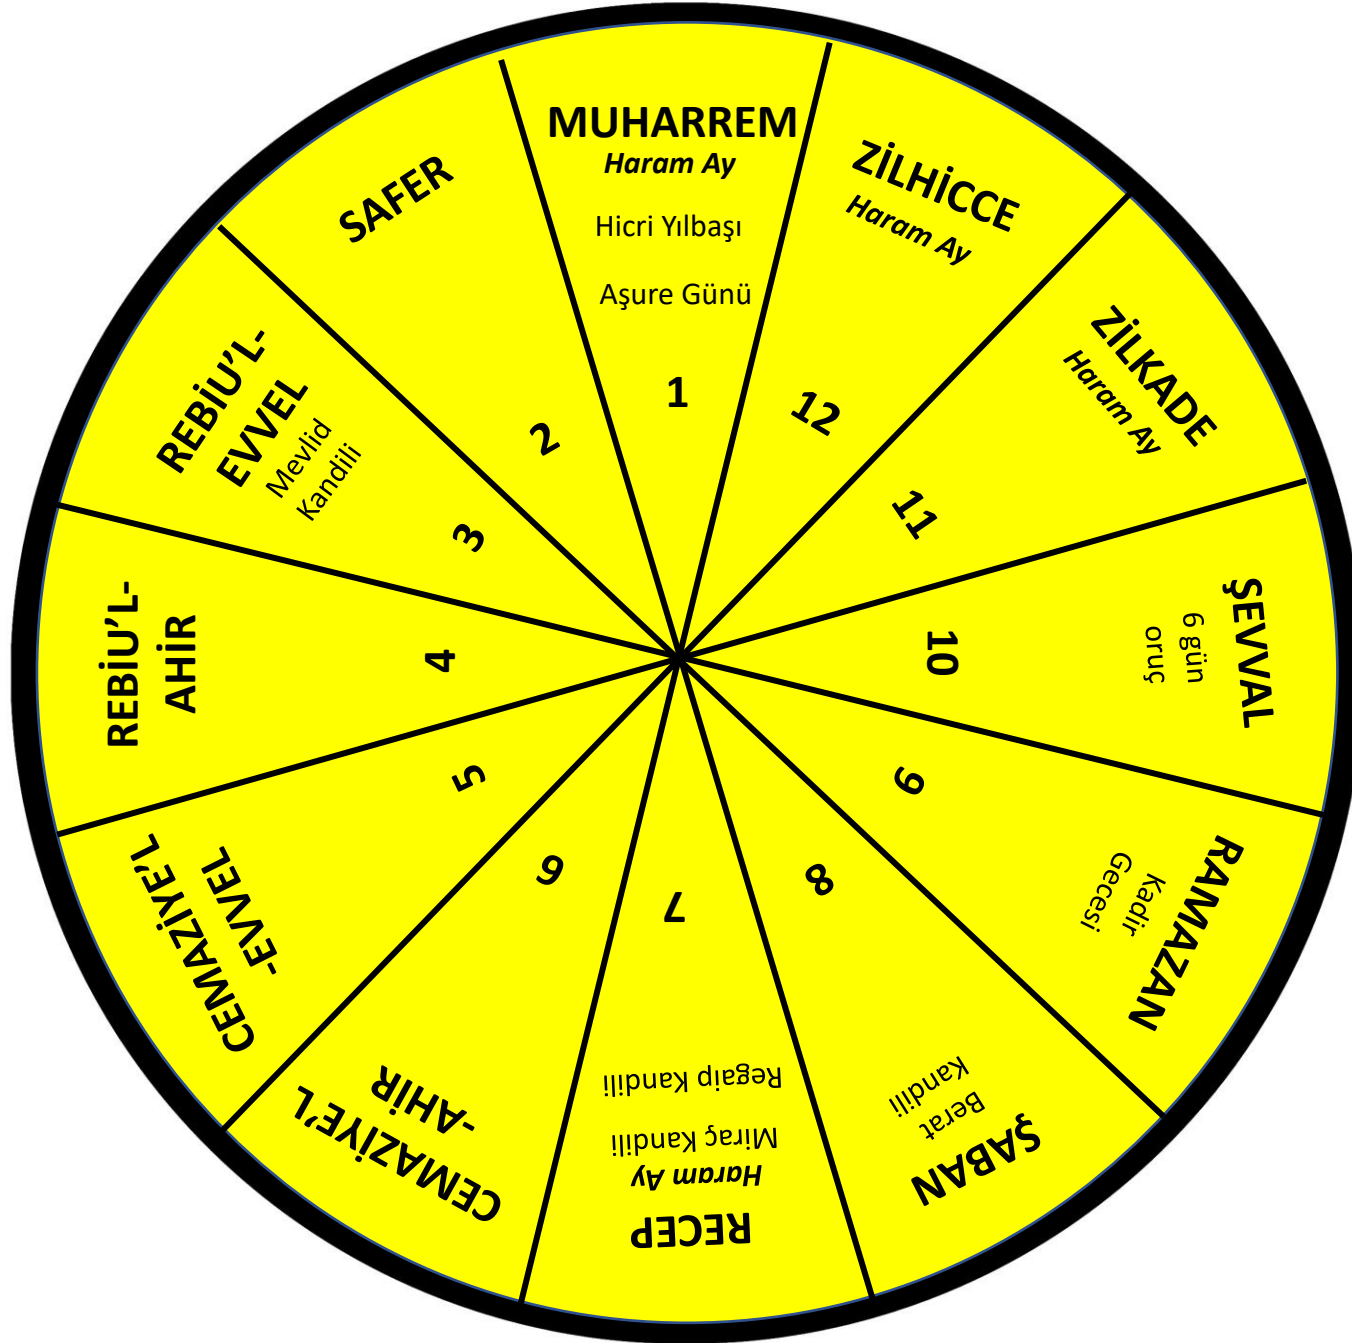 MUHARREM
Haram Ay
Hicri Yılbaşı
Aşure Günü
1
SAFER
2
REBİU'L-
EVVEL
Mevlid
Kandili
3
REBİU'L-
AHİR
4
CEMAZİYE'L
-EVVEL
5
CEMAZİYE'L
-AHİR
6
RECEP
Haram Ay
Miraç Kandili
Regaip Kandili
7
ŞABAN
Berat
Kandili
8
RAMAZAN
Kadir
Gecesi
9
ŞEVVAL
6 gün
oruç
10
ZİLKADE
Haram Ay
11
ZİLHİCCE
Haram Ay
12